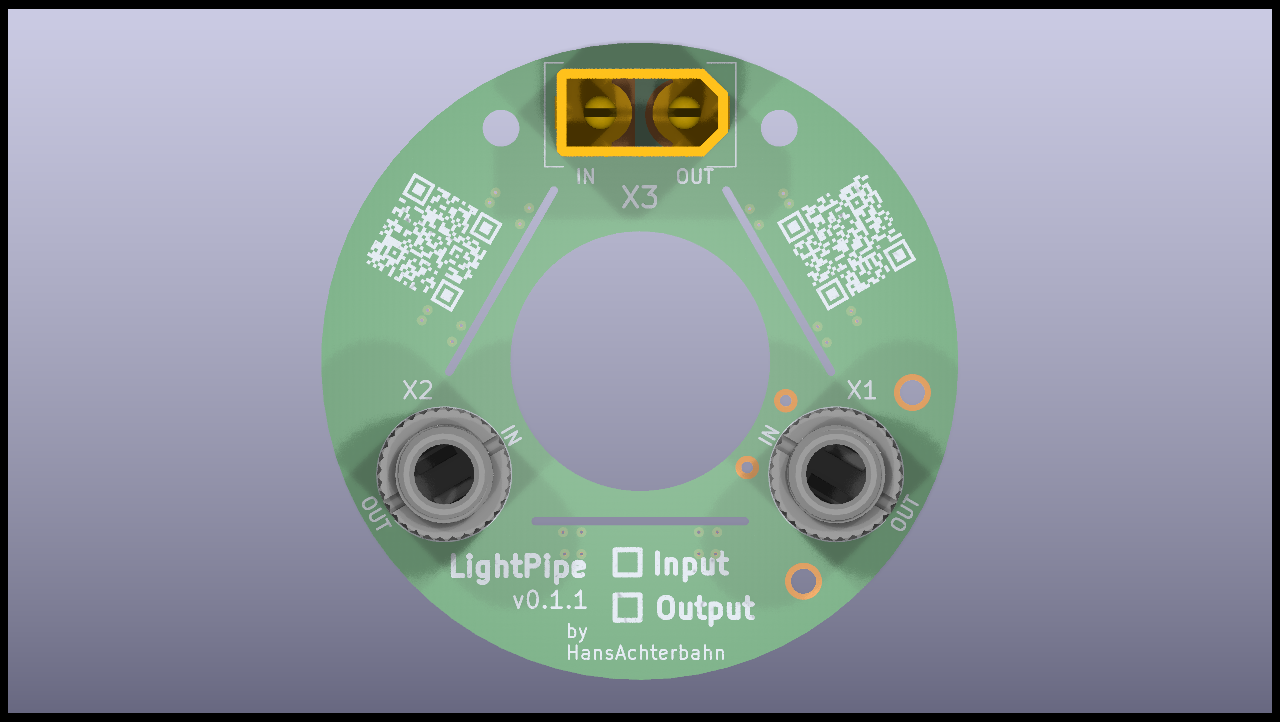 IN OUT
X3
X2
X1
IN
IN
OUT
OUT
LightPipe
Input
v0.1.1
Output
by
HansAchterbahn